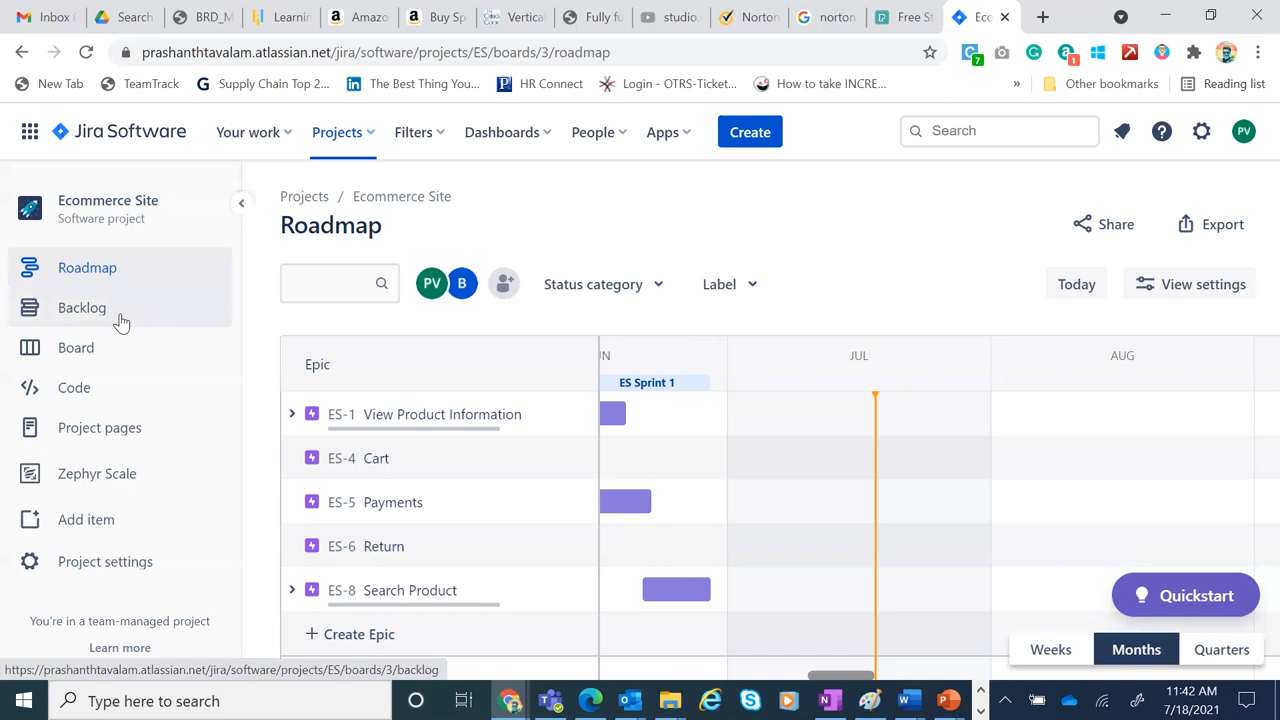 Inbox (
Search
BRD_M
Learnin
Amazo
Buy Sp
Vertica
Fully fu
studio.
Norton
norton
Free St
Ecc
prashanthtavalam.atlassian.net/jira/software/projects/ES/boards/3/roadmap
7
1
New Tab
TeamTrack
Supply Chain Top 2...
The Best Thing You...
HR Connect
Login - OTRS-Ticket...
How to take INCRE...
»
Other bookmarks
Reading list
Jira Software
Your work
Projects
Filters
Dashboards
People
Apps
Create
Search
PV
Ecommerce Site
Software project
Roadmap
Backlog
Board
Code
Project pages
Zephyr Scale
Add item
Project settings
You're in a team-managed project
Learn more
Projects / Ecommerce Site
Roadmap
Share
Export
PV
B
Status category
Label
Today
View settings
Epic
UN
JUL
AUG
ES Sprint 1
ES-1 View Product Information
ES-4 Cart
ES-5 Payments
ES-6 Return
ES-8 Search Product
+ Create Epic
Quickstart
Weeks
Months
Quarters
https://prashanthtavalam.atlassian.net/jira/software/projects/ES/boards/3/backlog
Type here to search
11:42 AM
7/18/2021